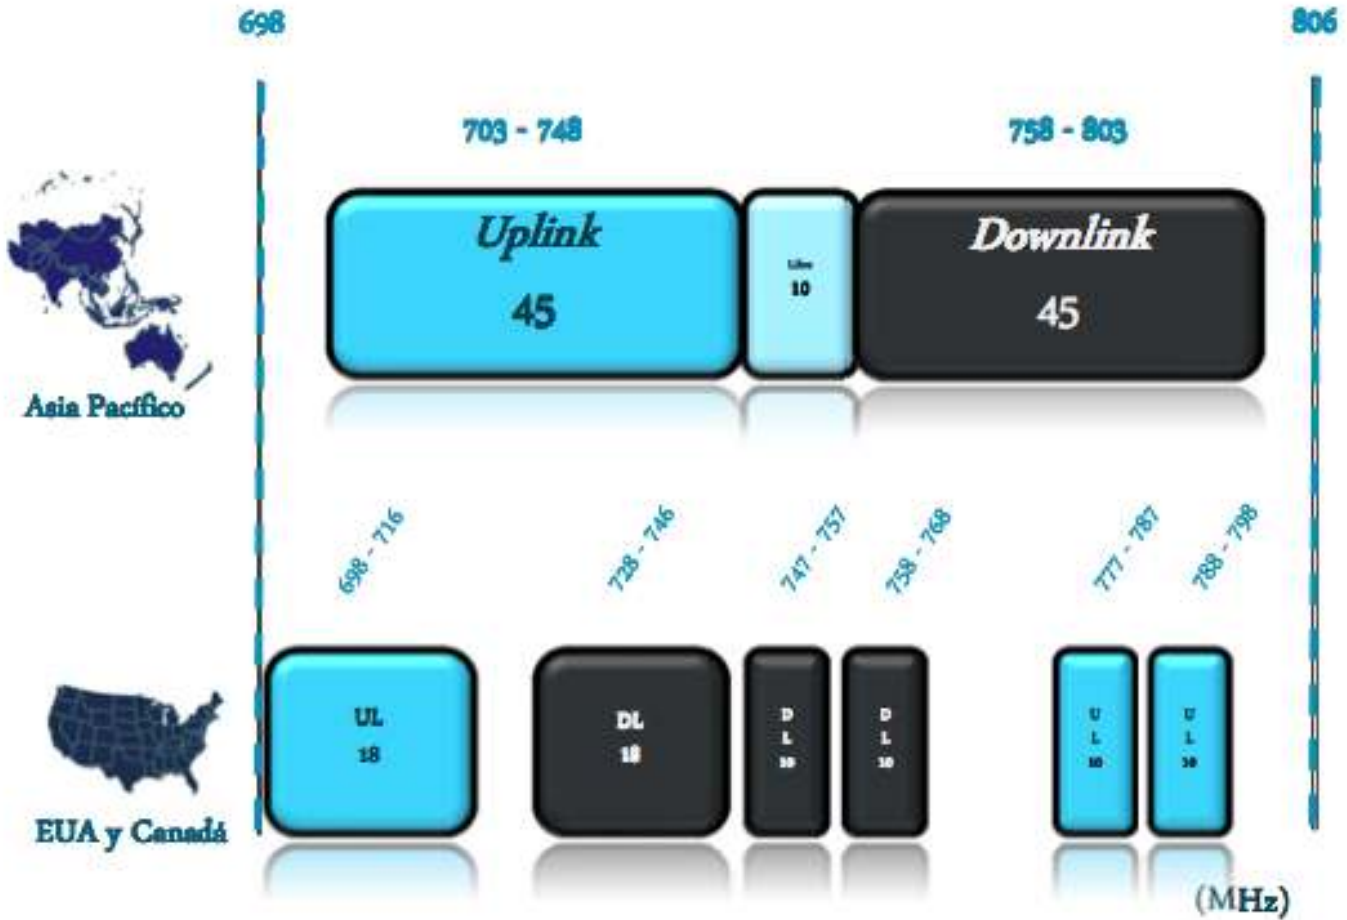 698
806
703 - 748
758 - 803
Uplink
45
Libre
10
Downlink
45
Asia Pacífico
698 - 716
728 - 746
747 - 757
758 - 768
777 - 787
788 - 798
UL
18
DL
18
D
L
10
D
L
10
U
L
10
U
L
10
EUA y Canadá
(MHz)